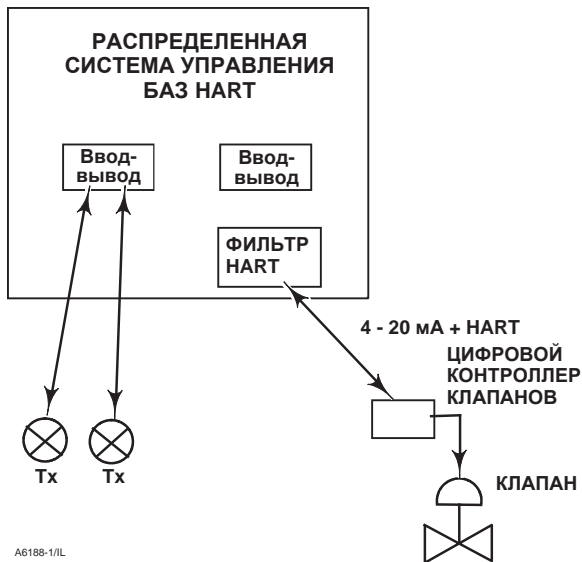 РАСПРЕДЕЛЕННАЯ
СИСТЕМА УПРАВЛЕНИЯ
БАЗ HART
Ввод-
вывод
Ввод-
вывод
ФИЛЬТР
HART
4 - 20 мА + HART
ЦИФРОВОЙ
КОНТРОЛЛЕР
КЛАПАНОВ
Tx
Tx
КЛАПАН
A6188-1/IL